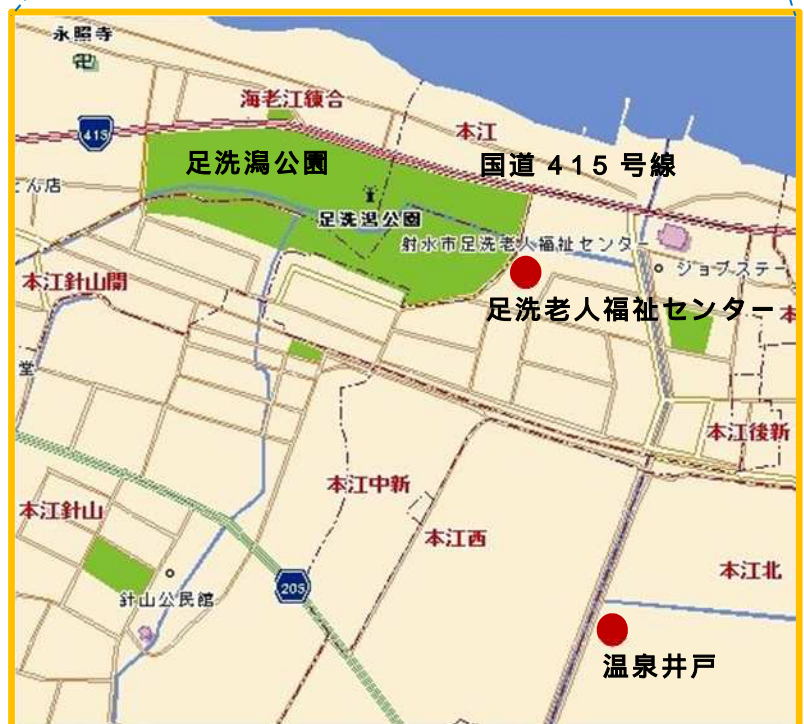 永照寺
海老江練合
415
本江
足洗潟公園
国道 415 号線
足洗潟公園
射水市足洗老人福祉センター
ジョブステー
本江針山開
足洗老人福祉センター
本
堂
本江後新
本江中新
本江針山
本江西
本江北
205
針山公民館
温泉井戸